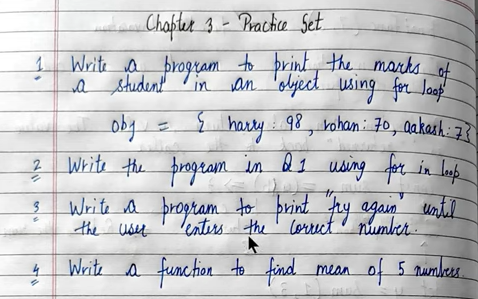 Chapter 3 - Practice Set
1 Write a program to print the marks of
a student in an object using for loop
obj = { harry : 98, rohan : 70, aakash : 7}
2 Write the program in Q1 using for in loop
3 Write a program to print "try again" until
the user enters the correct number.
4 Write a function to find mean of 5 numbers.